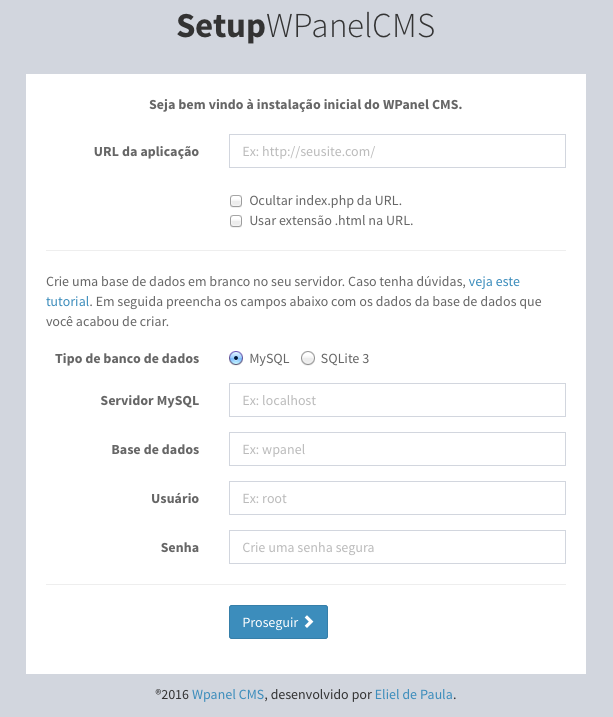 SetupWPanelCMS
Seja bem vindo à instalação inicial do WPanel CMS.
URL da aplicação
Ex: http://seusite.com/
Ocultar index.php da URL.
Usar extensão .html na URL.
Crie uma base de dados em branco no seu servidor. Caso tenha dúvidas, veja este
tutorial. Em seguida preencha os campos abaixo com os dados da base de dados que
você acabou de criar.
Tipo de banco de dados MySQL SQLite 3
Servidor MySQL Ex: localhost
Base de dados Ex: wpanel
Usuário Ex: root
Senha Crie uma senha segura
Proseguir
®2016 Wpanel CMS, desenvolvido por Eliel de Paula.